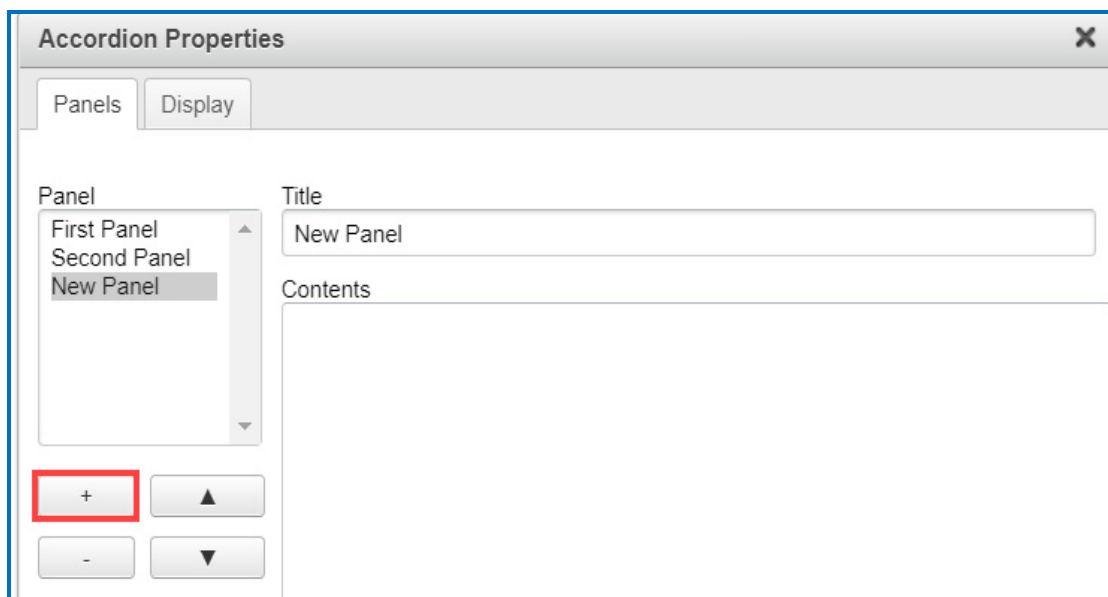 Accordion Properties
Panels Display
Panel
First Panel
Second Panel
New Panel
+
-
Title
New Panel
Contents